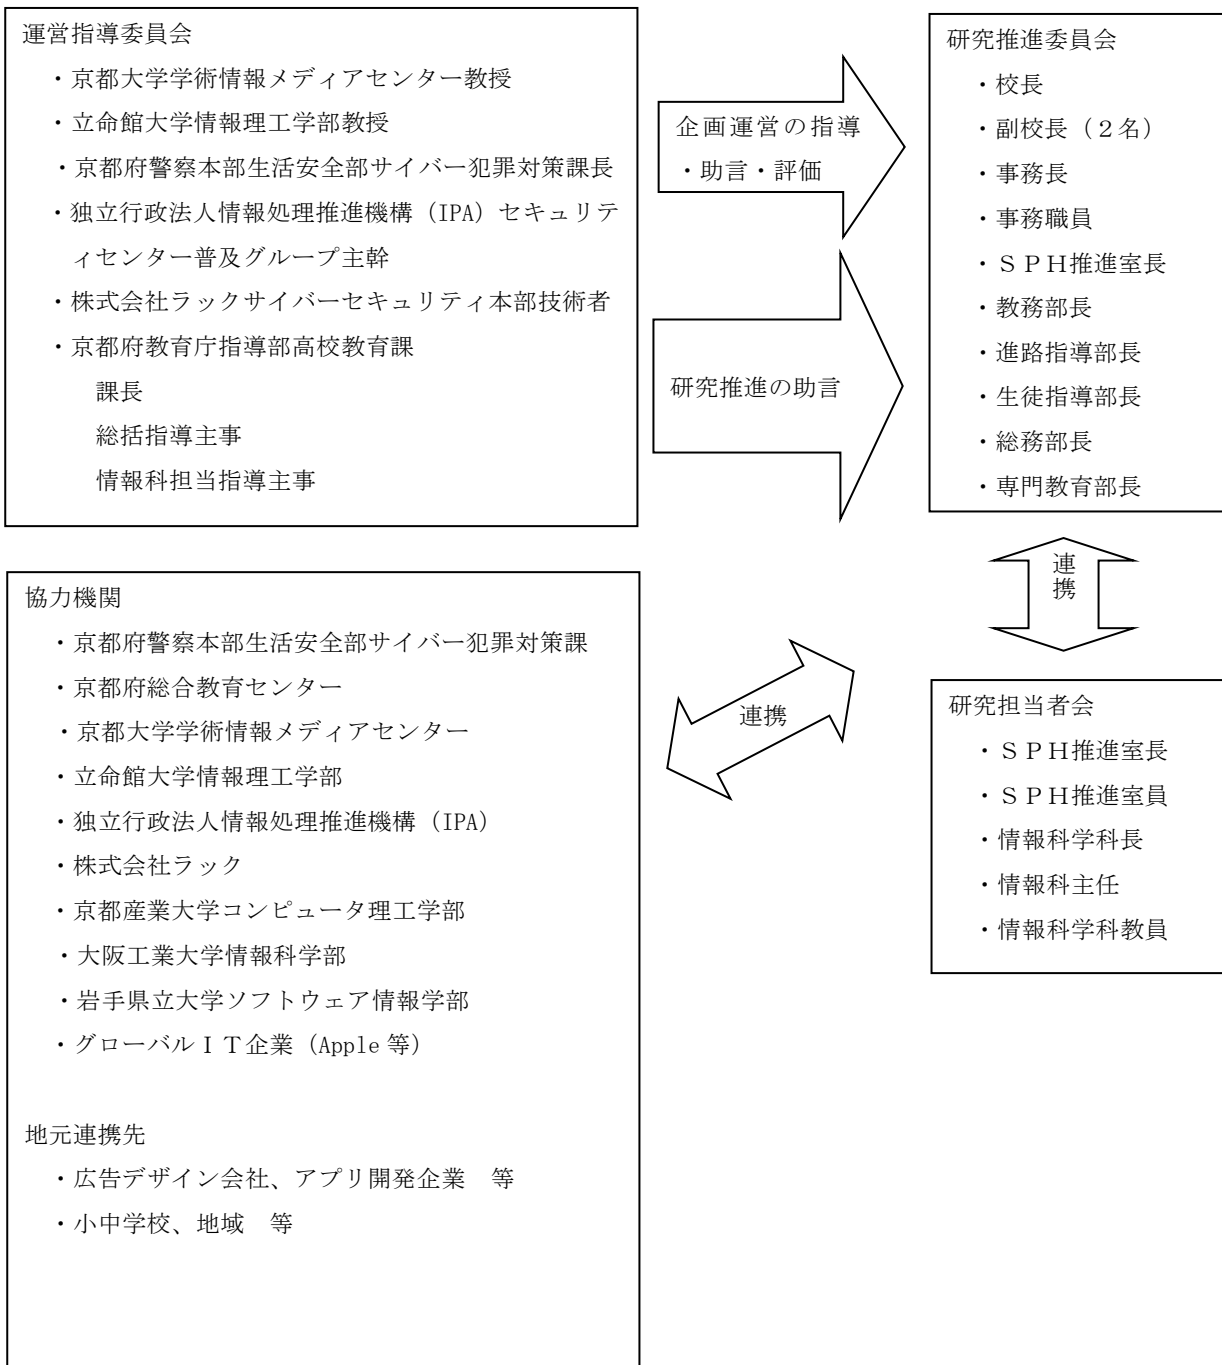 運営指導委員会
・京都大学学術情報メディアセンター教授
・立命館大学情報理工学部教授
・京都府警察本部生活安全部サイバー犯罪対策課長
・独立行政法人情報処理推進機構（IPA）セキュリテ
ィセンター普及グループ主幹
・株式会社ラックサイバーセキュリティ本部技術者
・京都府教育庁指導部高校教育課
課長
総括指導主事
情報科担当指導主事
企画運営の指導
・助言・評価
研究推進の助言
研究推進委員会
・校長
・副校長（２名）
・事務長
・事務職員
・ＳＰＨ推進室長
・教務部長
・進路指導部長
・生徒指導部長
・総務部長
・専門教育部長
連携
協力機関
・京都府警察本部生活安全部サイバー犯罪対策課
・京都府総合教育センター
・京都大学学術情報メディアセンター
・立命館大学情報理工学部
・独立行政法人情報処理推進機構（IPA）
・株式会社ラック
・京都産業大学コンピュータ理工学部
・大阪工業大学情報科学部
・岩手県立大学ソフトウェア情報学部
・グローバルＩＴ企業（Apple 等）
地元連携先
・広告デザイン会社、アプリ開発企業　等
・小中学校、地域　等
連携
研究担当者会
・ＳＰＨ推進室長
・ＳＰＨ推進室員
・情報科学科長
・情報科主任
・情報科学科教員